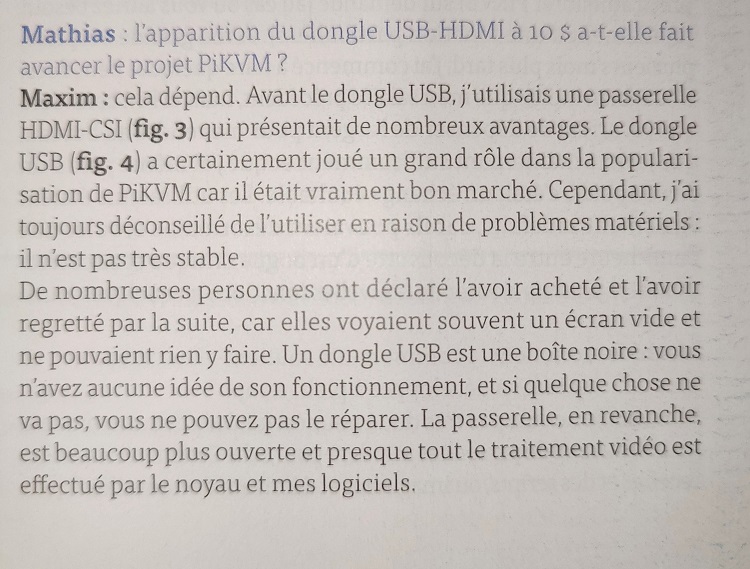 Mathias : l'apparition du dongle USB-HDMI à 10 $ a-t-elle fait
avancer le projet PiKVM ?
Maxim : cela dépend. Avant le dongle USB, j'utilisais une passerelle
HDMI-CSI (fig. 3) qui présentait de nombreux avantages. Le dongle
USB (fig. 4) a certainement joué un grand rôle dans la populari-
sation de PiKVM car il était vraiment bon marché. Cependant, j'ai
toujours déconseillé de l'utiliser en raison de problèmes matériels :
il n'est pas très stable.
De nombreuses personnes ont déclaré l'avoir acheté et l'avoir
regretté par la suite, car elles voyaient souvent un écran vide et
ne pouvaient rien y faire. Un dongle USB est une boîte noire : vous
n'avez aucune idée de son fonctionnement, et si quelque chose ne
va pas, vous ne pouvez pas le réparer. La passerelle, en revanche,
est beaucoup plus ouverte et presque tout le traitement vidéo est
effectué par le noyau et mes logiciels.